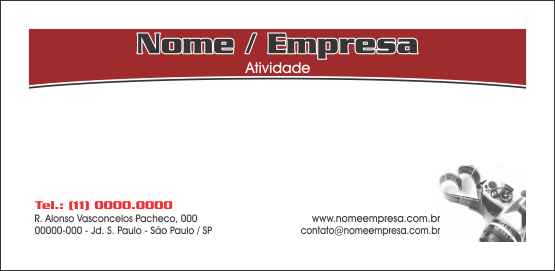 Nome / Empresa
Atividade
Tel.: (11) 0000.0000
R. Alonso Vasconcelos Pacheco, 000
00000-000 - Jd. S. Paulo - São Paulo / SP
www.nomeempresa.com.br
contato@nomeempresa.com.br